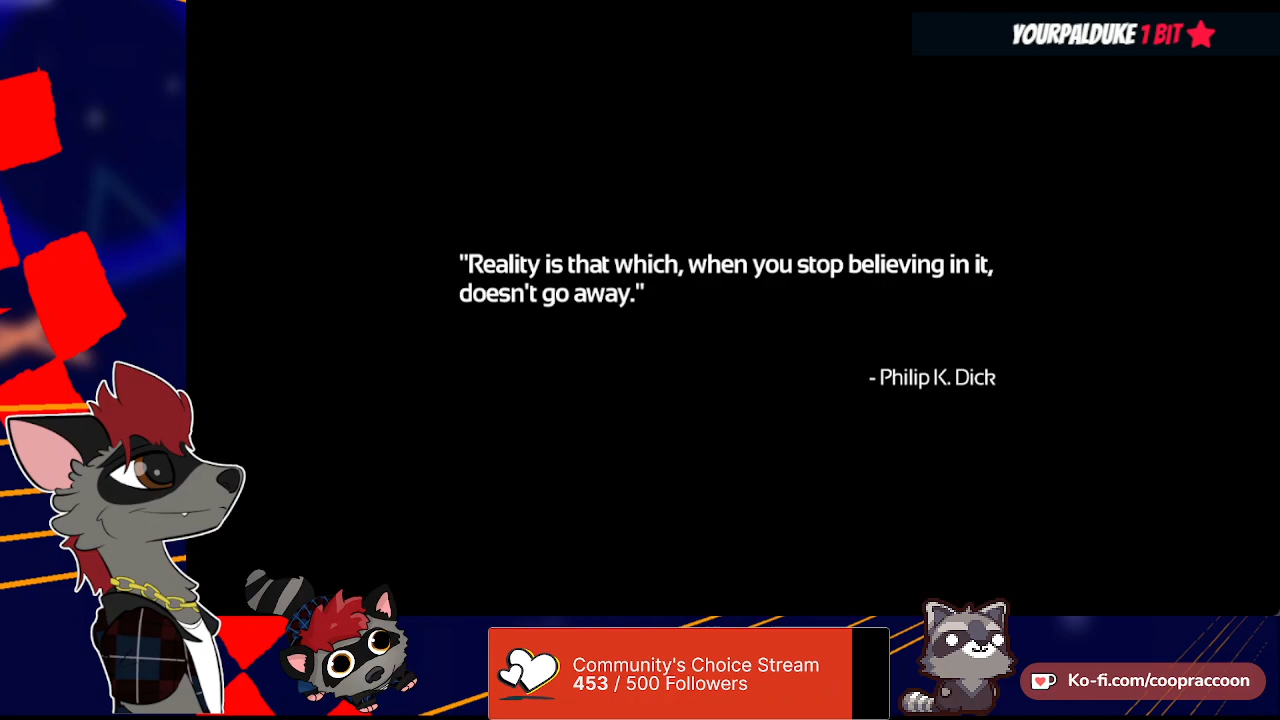 YOURPALDUKE 1 BIT
"Reality is that which, when you stop believing in it,
doesn't go away."
- Philip K. Dick
Community's Choice Stream
453 / 500 Followers
Ko-fi.com/coopraccoon